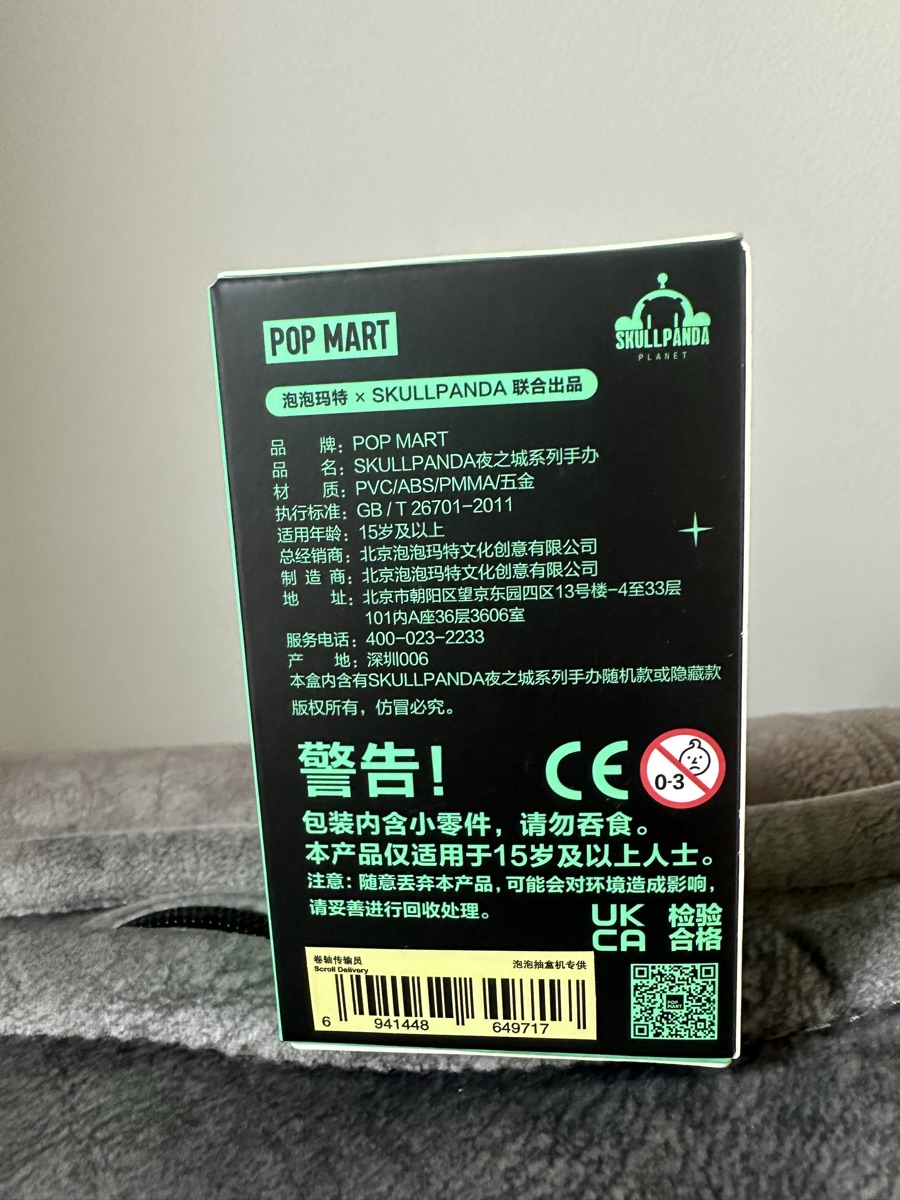 POP MART
SKULLPANDA
PLANET
泡泡玛特 × SKULLPANDA 联合出品
品 牌：POP MART
品 名：SKULLPANDA夜之城系列手办
材 质：PVC/ABS/PMMA/五金
执行标准：GB / T 26701-2011
适用年龄：15岁及以上
总经销商：北京泡泡玛特文化创意有限公司
制 造 商：北京泡泡玛特文化创意有限公司
地 址：北京市朝阳区望京东园四区13号楼-4至33层
101内A座36层3606室
服务电话：400-023-2233
产 地：深圳006
本盒内含有SKULLPANDA夜之城系列手办随机款或隐藏款
版权所有，仿冒必究。
警告！
CE
0-3
包装内含小零件，请勿吞食。
本产品仅适用于15岁及以上人士。
注意：随意丢弃本产品，可能会对环境造成影响，
请妥善进行回收处理。
UK
CA
检验
合格
卷轴传输员
Scroll Delivery
泡泡抽盒机专供
6 941448 649717
POP
MART